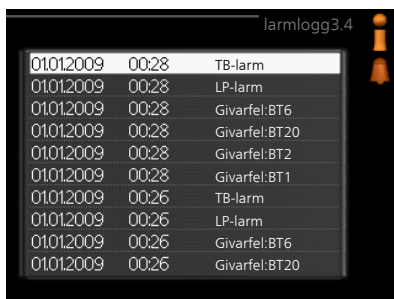 larmlogg3.4
01.01.2009 00:28 TB-larm
01.01.2009 00:28 LP-larm
01.01.2009 00:28 Givarfel:BT6
01.01.2009 00:28 Givarfel:BT20
01.01.2009 00:28 Givarfel:BT2
01.01.2009 00:28 Givarfel:BT1
01.01.2009 00:26 TB-larm
01.01.2009 00:26 LP-larm
01.01.2009 00:26 Givarfel:BT6
01.01.2009 00:26 Givarfel:BT20